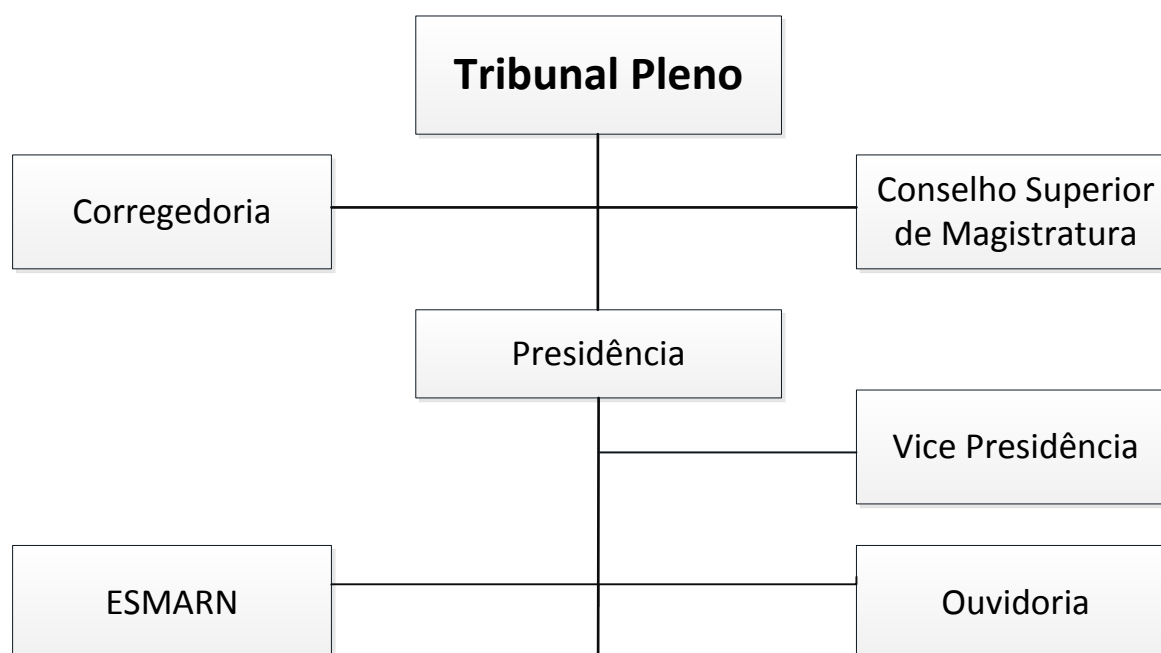 Tribunal Pleno
Corregedoria
Conselho Superior
de Magistratura
Presidência
Vice Presidência
ESMARN
Ouvidoria